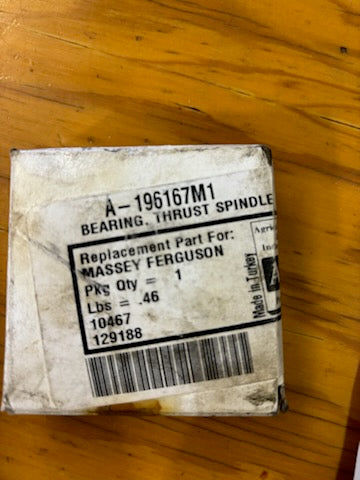 A-196167M1
BEARING, THRUST SPINDLE
Replacement Part For:
MASSEY FERGUSON
Pkg Qty = 1
Lbs = .46
10467
129188
Made in Turkey